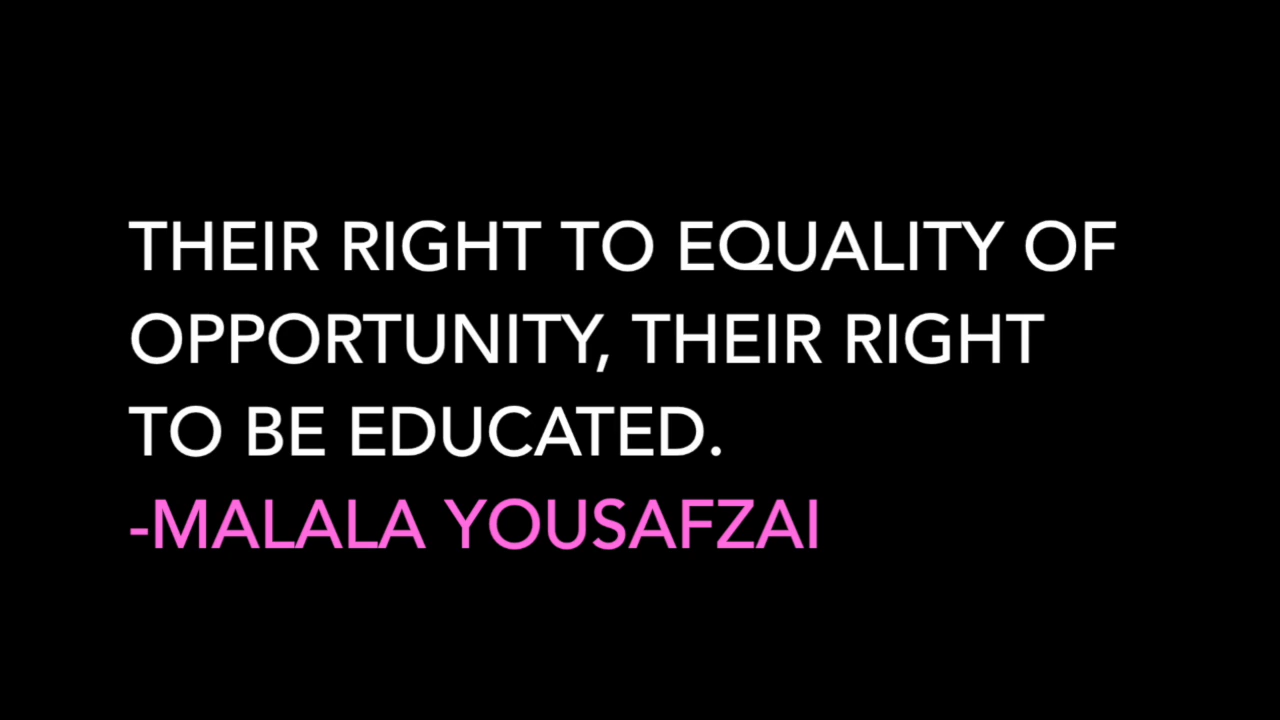 THEIR RIGHT TO EQUALITY OF
OPPORTUNITY, THEIR RIGHT
TO BE EDUCATED.
-MALALA YOUSAFZAI